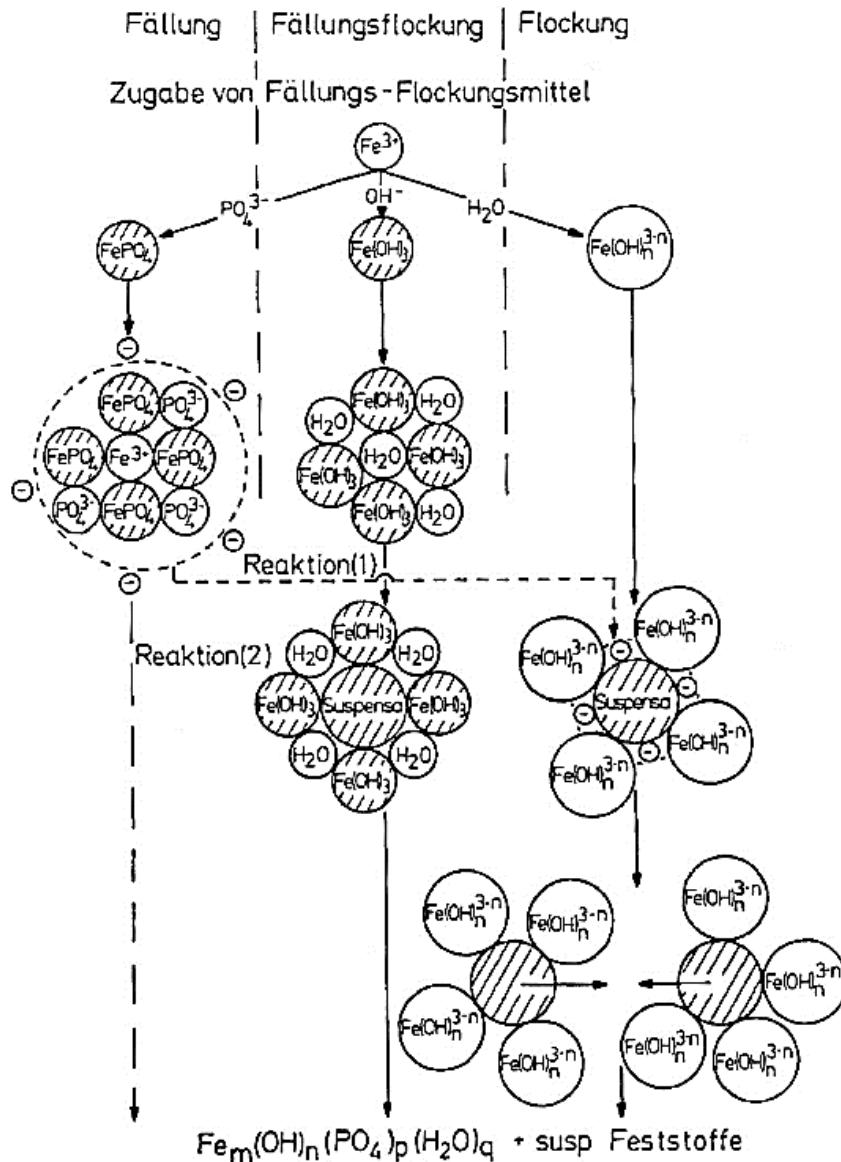 Fällung Fällungsflockung Flockung
Zugabe von Fällungs-Flockungsmittel
Fe³⁺
PO₄³⁻ OH⁻ H₂O
FePO₄ Fe(OH)₃ Fe(OH)ₙ³⁻ⁿ
FePO₄ PO₄³⁻ Fe(OH)₃ H₂O
H₂O
FePO₄ Fe³⁺ FePO₄ H₂O Fe(OH)₃
Fe(OH)₃
PO₄³⁻ FePO₄ PO₄³⁻ Fe(OH)₃ H₂O
Reaktion(1)
Fe(OH)₃ Fe(OH)ₙ³⁻ⁿ
Reaktion(2) H₂O H₂O Fe(OH)ₙ³⁻ⁿ
Fe(OH)₃ Suspensa Fe(OH)₃ Suspensa
H₂O H₂O Fe(OH)ₙ³⁻ⁿ
Fe(OH)₃ Fe(OH)ₙ³⁻ⁿ
Fe(OH)ₙ³⁻ⁿ Fe(OH)ₙ³⁻ⁿ Fe(OH)ₙ³⁻ⁿ
Fe(OH)ₙ³⁻ⁿ Fe(OH)ₙ³⁻ⁿ
Fe(OH)ₙ³⁻ⁿ Fe(OH)ₙ³⁻ⁿ Fe(OH)ₙ³⁻ⁿ
Feₘ(OH)ₙ(PO₄)ₚ(H₂O)q + susp Feststoffe